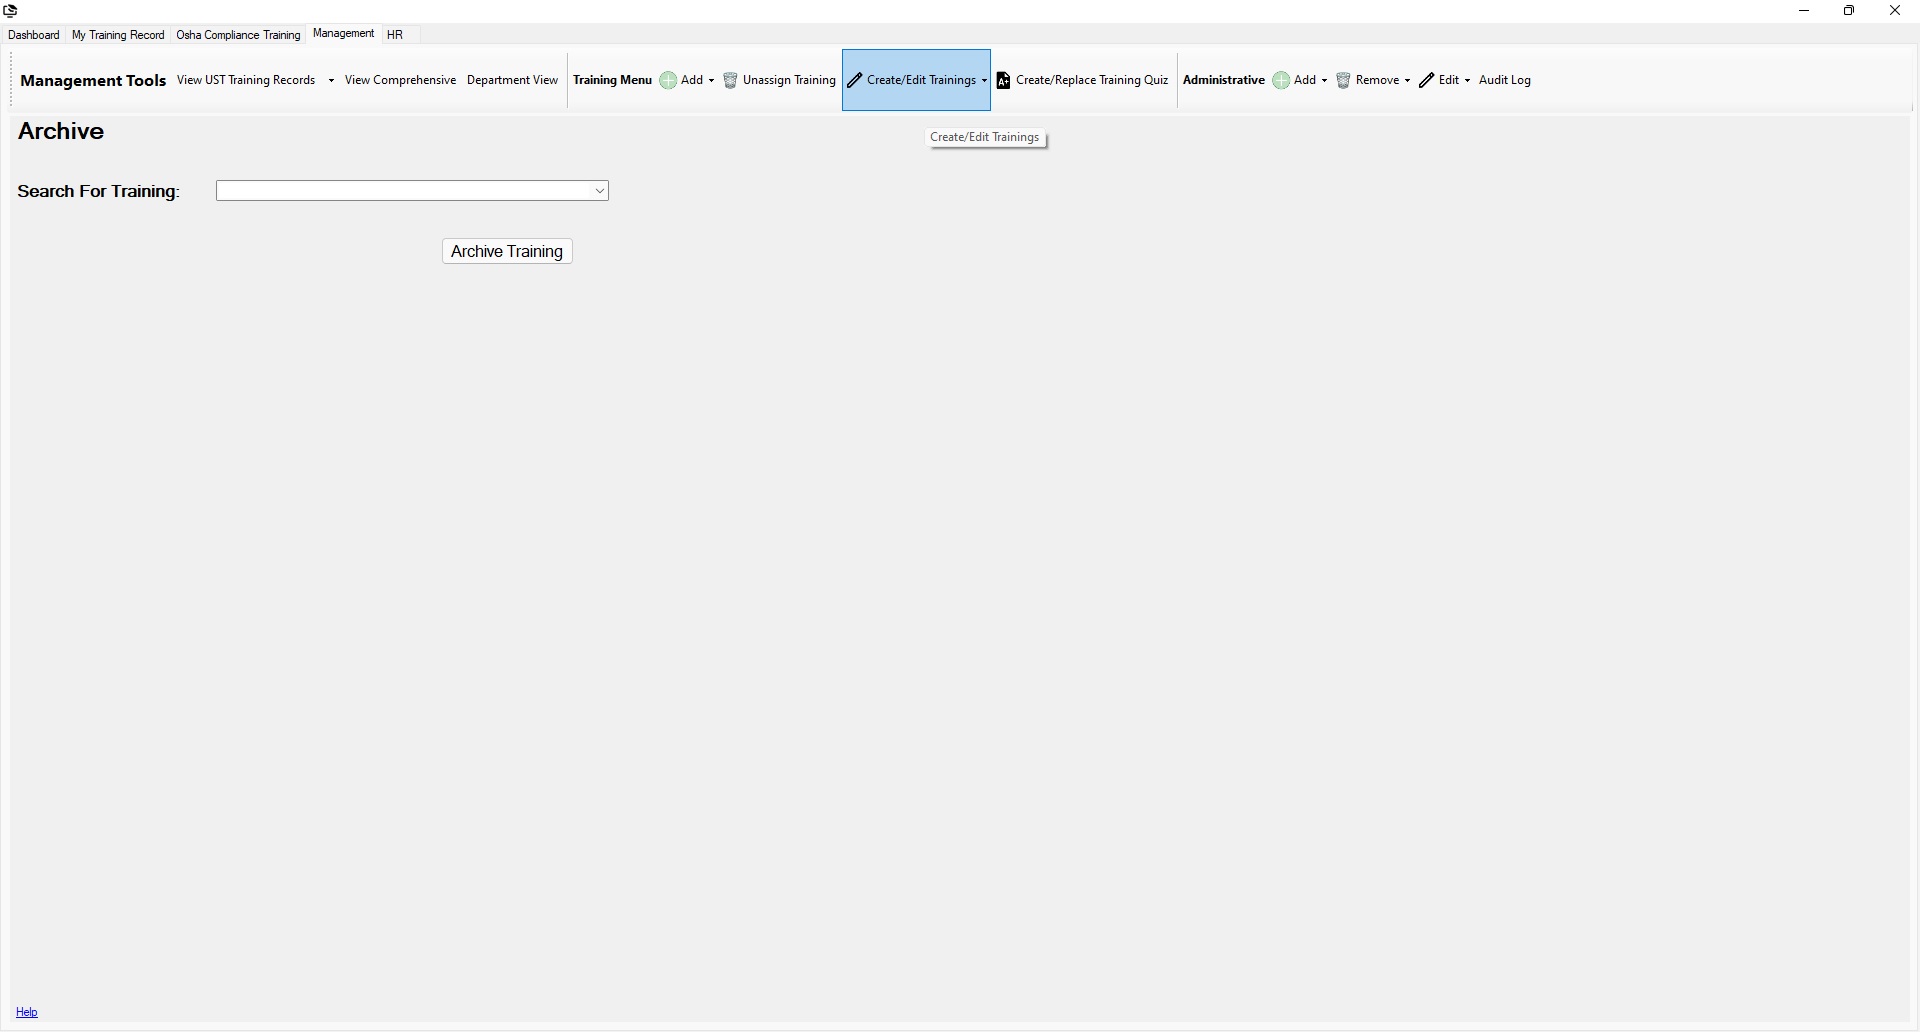 Dashboard My Training Record Osha Compliance Training Management HR
Management Tools View UST Training Records View Comprehensive Department View Training Menu Add Unassign Training Create/Edit Trainings A+ Create/Replace Training Quiz Administrative Add Remove Edit Audit Log
Archive
Create/Edit Trainings
Search For Training:
Archive Training
Help